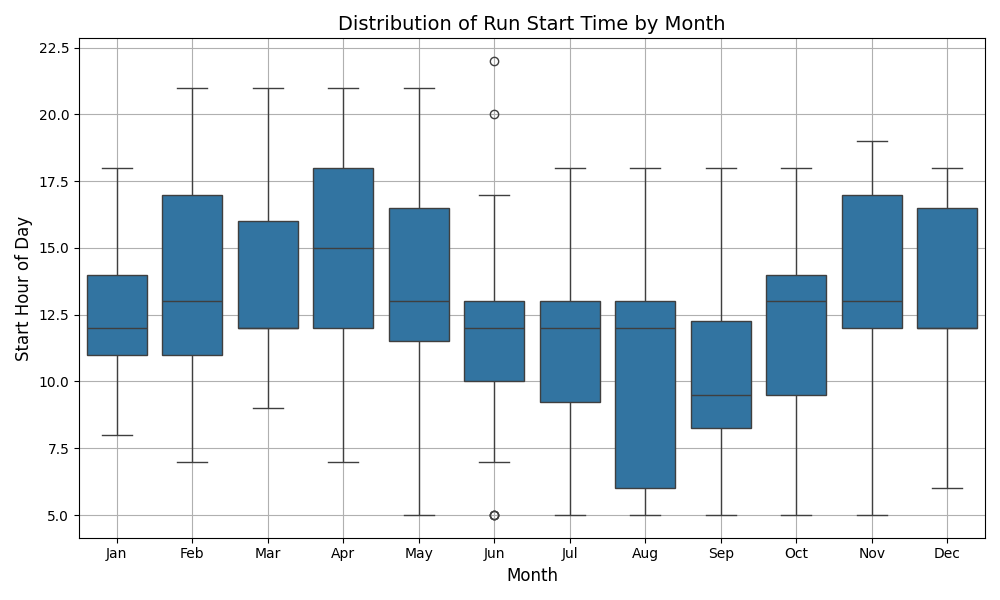 Distribution of Run Start Time by Month
Start Hour of Day
22.5
20.0
17.5
15.0
12.5
10.0
7.5
5.0
Jan Feb Mar Apr May Jun Jul Aug Sep Oct Nov Dec
Month